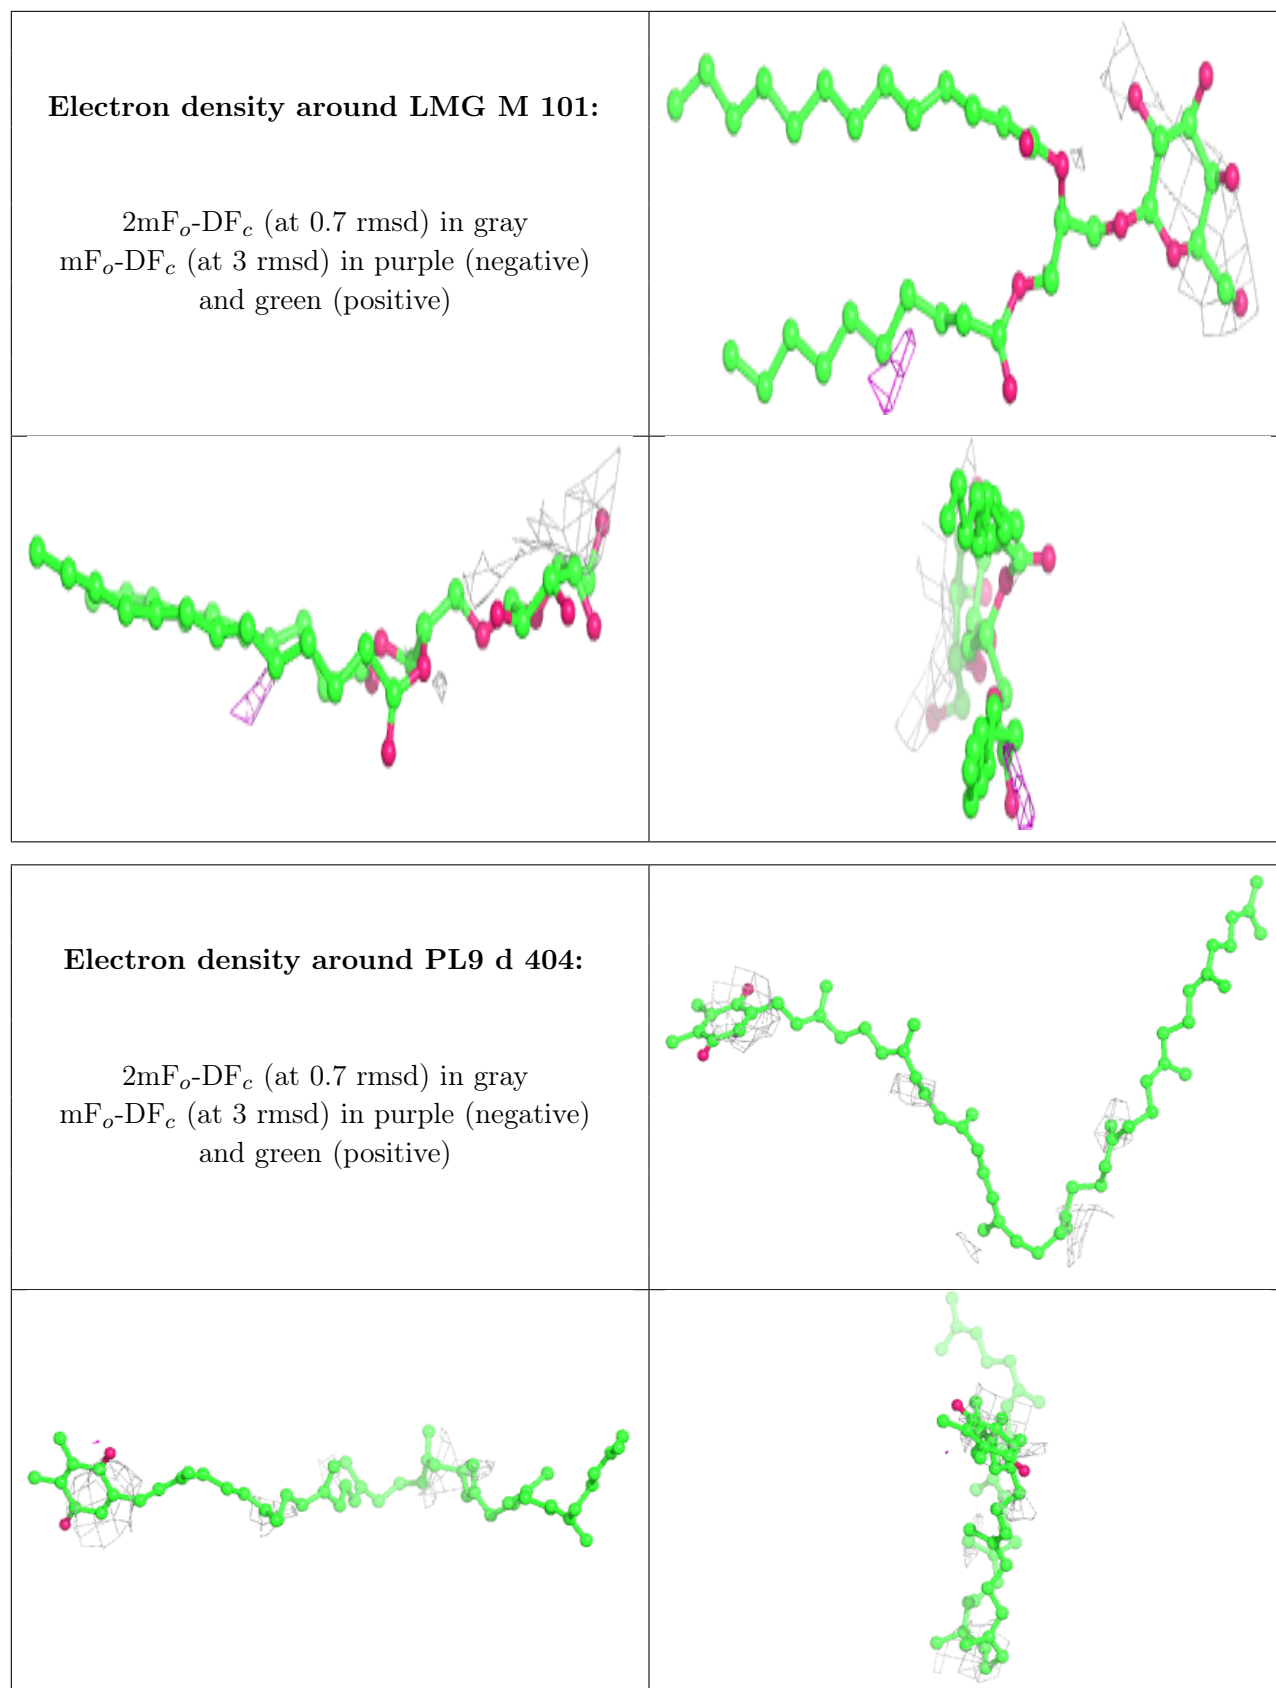 Electron density around LMG M 101:
2mFo-DFc (at 0.7 rmsd) in gray
mFo-DFc (at 3 rmsd) in purple (negative)
and green (positive)
Electron density around PL9 d 404:
2mFo-DFc (at 0.7 rmsd) in gray
mFo-DFc (at 3 rmsd) in purple (negative)
and green (positive)